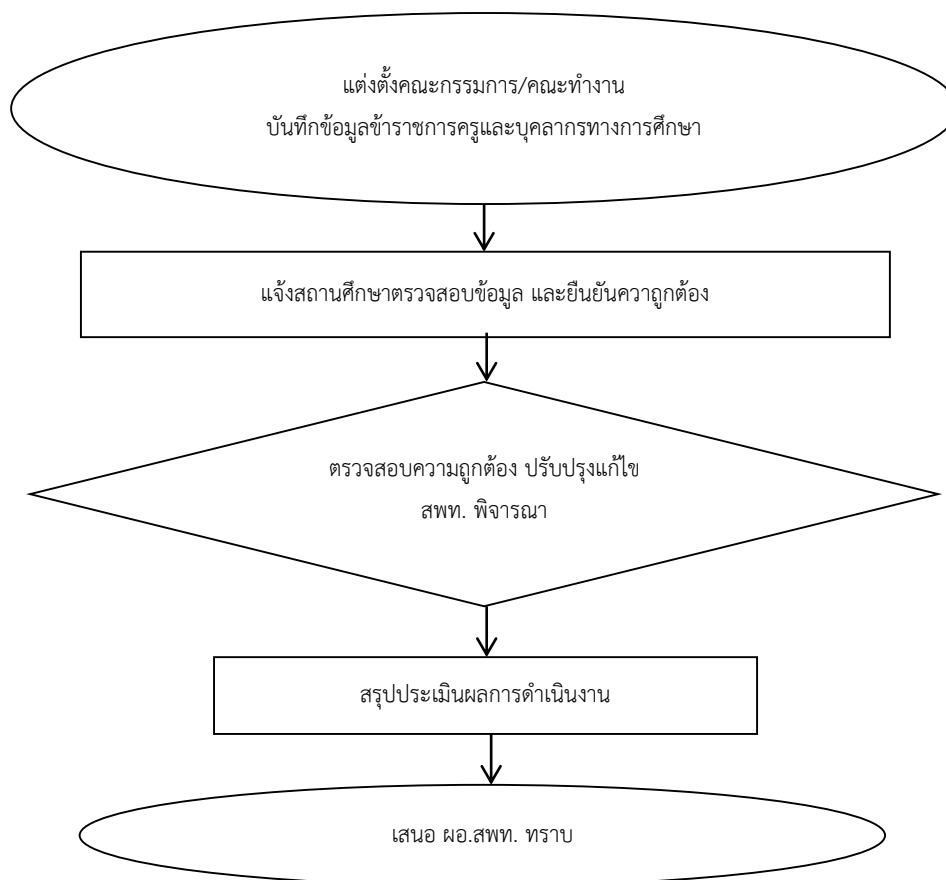 แต่งตั้งคณะกรรมการ/คณะทำงาน
บันทึกข้อมูลข้าราชการครูและบุคลากรทางการศึกษา
แจ้งสถานศึกษาตรวจสอบข้อมูล และยืนยันควาถูกต้อง
ตรวจสอบความถูกต้อง ปรับปรุงแก้ไข
สพท. พิจารณา
สรุปประเมินผลการดำเนินงาน
เสนอ ผอ.สพท. ทราบ